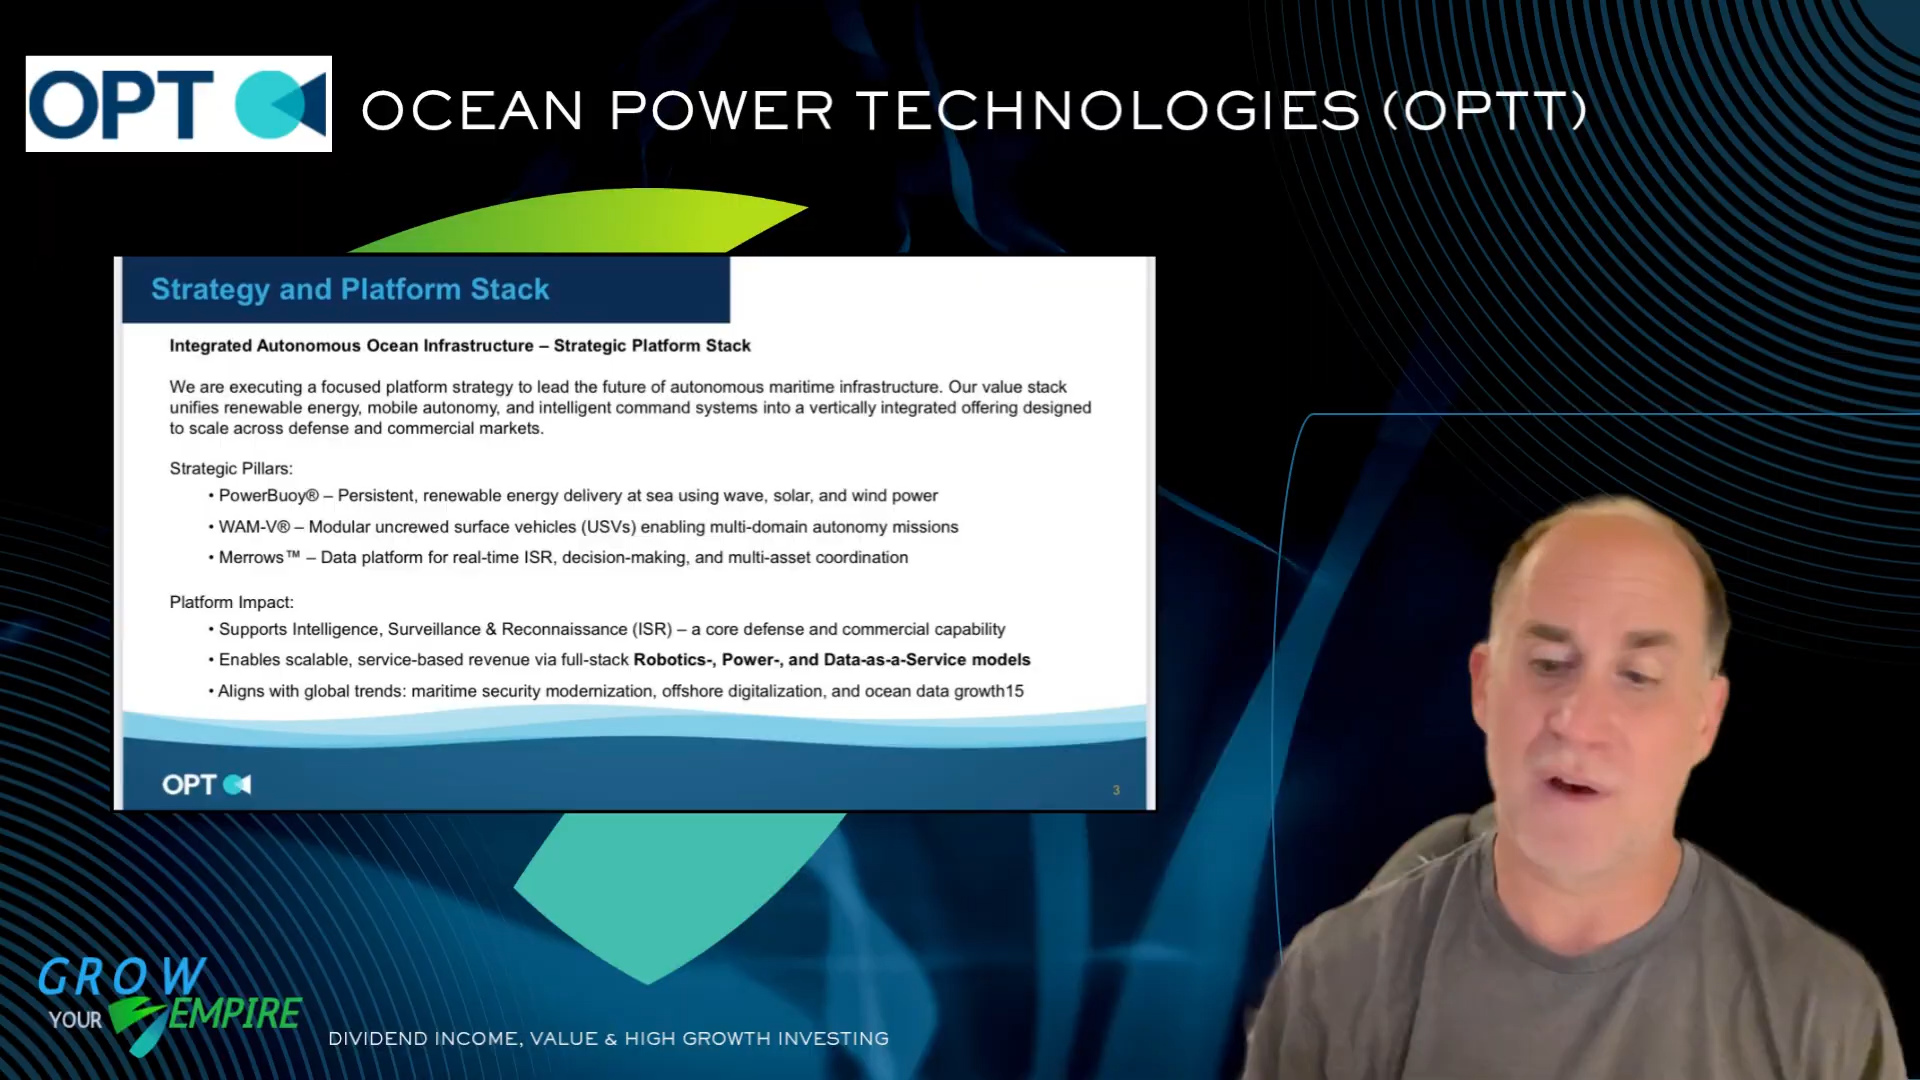 OPT
OCEAN POWER TECHNOLOGIES (OPTT)
Strategy and Platform Stack
Integrated Autonomous Ocean Infrastructure – Strategic Platform Stack
We are executing a focused platform strategy to lead the future of autonomous maritime infrastructure. Our value stack
unifies renewable energy, mobile autonomy, and intelligent command systems into a vertically integrated offering designed
to scale across defense and commercial markets.
Strategic Pillars:
• PowerBuoy® – Persistent, renewable energy delivery at sea using wave, solar, and wind power
• WAM-V® – Modular uncrewed surface vehicles (USVs) enabling multi-domain autonomy missions
• Merrows™ – Data platform for real-time ISR, decision-making, and multi-asset coordination
Platform Impact:
• Supports Intelligence, Surveillance & Reconnaissance (ISR) – a core defense and commercial capability
• Enables scalable, service-based revenue via full-stack Robotics-, Power-, and Data-as-a-Service models
• Aligns with global trends: maritime security modernization, offshore digitalization, and ocean data growth15
OPT
3
GROW
YOUR EMPIRE
DIVIDEND INCOME, VALUE & HIGH GROWTH INVESTING